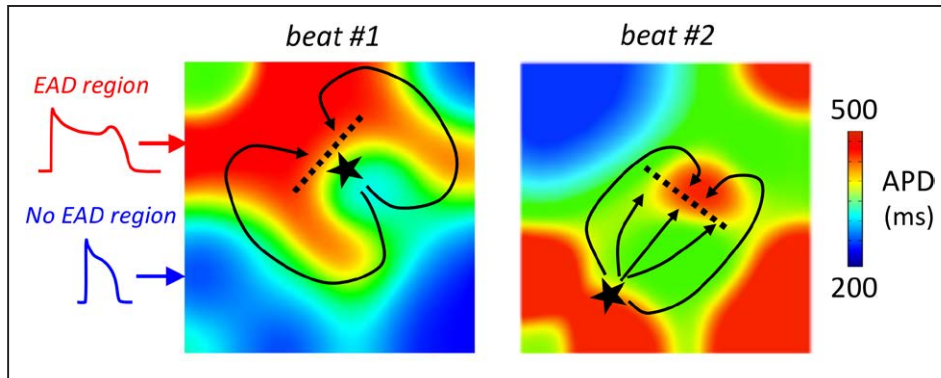 beat #1
beat #2
EAD region
No EAD region
500
APD
(ms)
200